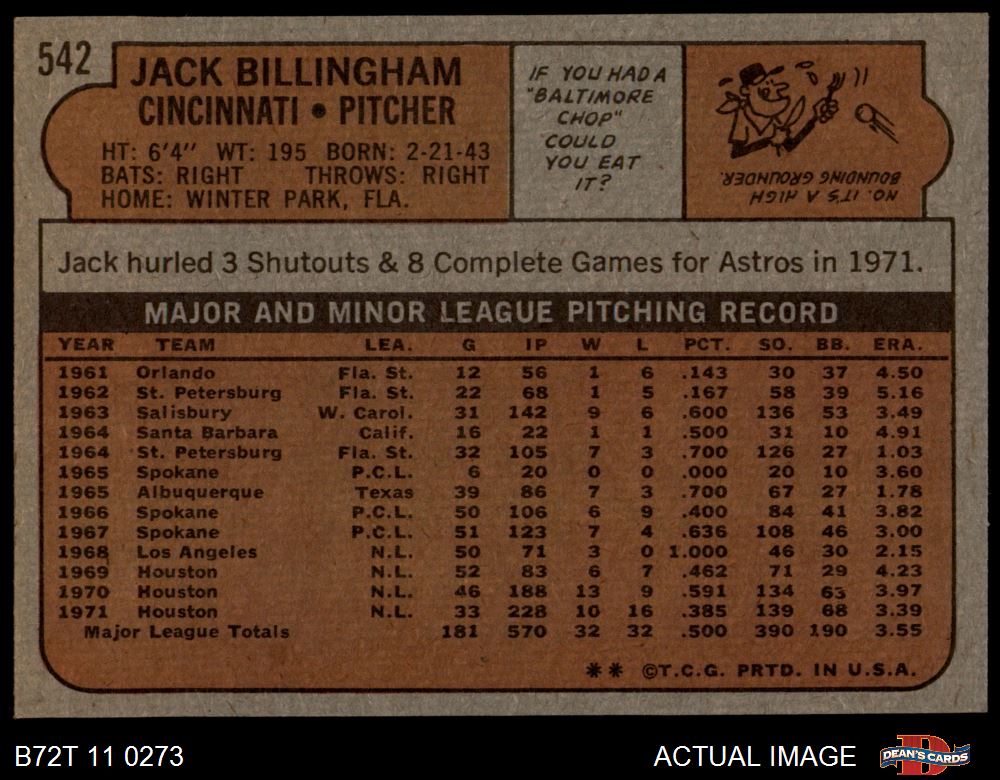 542
JACK BILLINGHAM
CINCINNATI • PITCHER
HT: 6'4" WT: 195 BORN: 2-21-43
BATS: RIGHT THROWS: RIGHT
HOME: WINTER PARK, FLA.
IF YOU HAD A
"BALTIMORE
CHOP"
COULD
YOU EAT
IT?
NO. IT'S A HIGH
BOUNDING GROUNDER.
Jack hurled 3 Shutouts & 8 Complete Games for Astros in 1971.
MAJOR AND MINOR LEAGUE PITCHING RECORD
YEAR TEAM LEA. G IP W L PCT. SO. BB. ERA.
1961 Orlando Fla. St. 12 56 1 6 .143 30 37 4.50
1962 St. Petersburg Fla. St. 22 68 1 5 .167 58 39 5.16
1963 Salisbury W. Carol. 31 142 9 6 .600 136 53 3.49
1964 Santa Barbara Calif. 16 22 1 1 .500 31 10 4.91
1964 St. Petersburg Fla. St. 32 105 7 3 .700 126 27 1.03
1965 Spokane P.C.L. 6 20 0 0 .000 20 10 3.60
1965 Albuquerque Texas 39 86 7 3 .700 67 27 1.78
1966 Spokane P.C.L. 50 106 6 9 .400 84 41 3.82
1967 Spokane P.C.L. 51 123 7 4 .636 108 46 3.00
1968 Los Angeles N.L. 50 71 3 0 1.000 46 30 2.15
1969 Houston N.L. 52 83 6 7 .462 71 29 4.23
1970 Houston N.L. 46 188 13 9 .591 134 63 3.97
1971 Houston N.L. 33 228 10 16 .385 139 68 3.39
Major League Totals 181 570 32 32 .500 390 190 3.55
** ©T.C.G. PRTD. IN U.S.A.
B72T 11 0273
ACTUAL IMAGE
DEAN'S CARDS